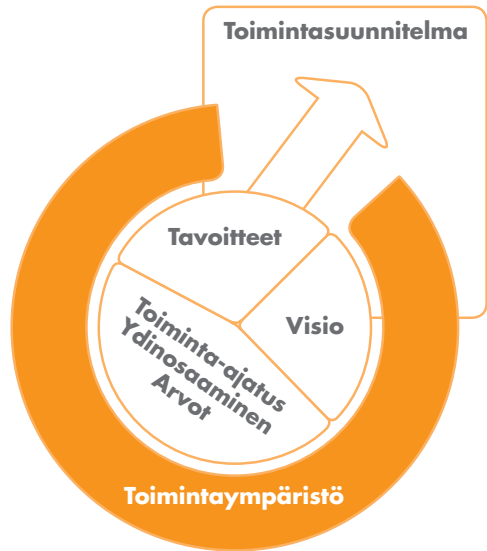 Toimintasuunnitelma
Tavoitteet
Visio
Toiminta-ajatus
Ydinosaaminen
Arvot
Toimintaympäristö